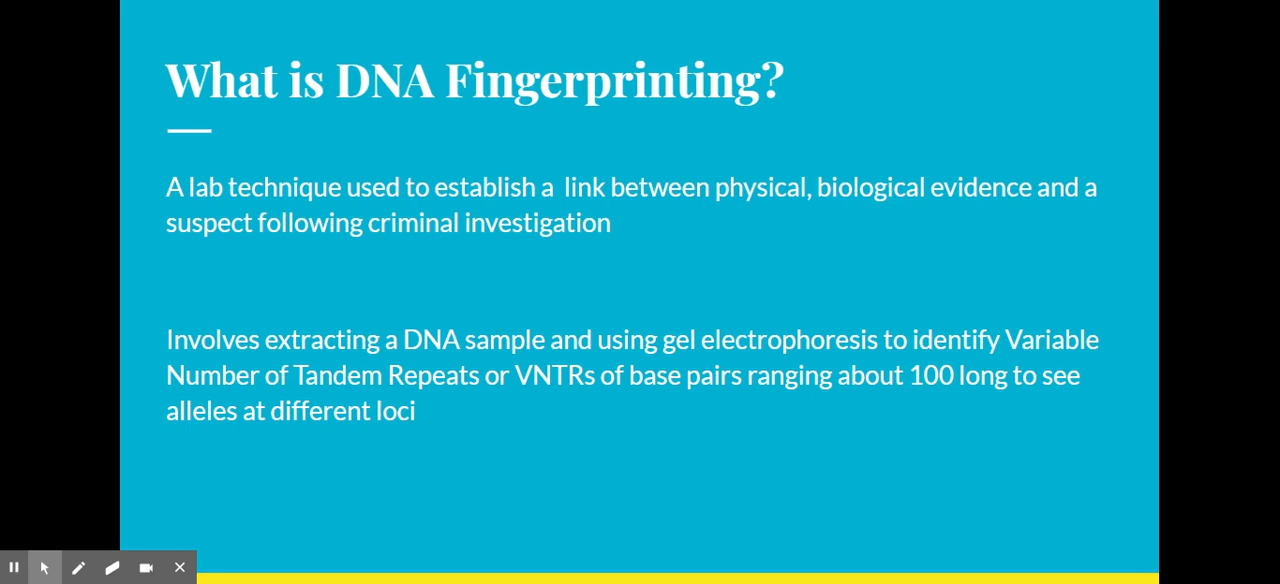 What is DNA Fingerprinting?
A lab technique used to establish a  link between physical, biological evidence and a
suspect following criminal investigation
Involves extracting a DNA sample and using gel electrophoresis to identify Variable
Number of Tandem Repeats or VNTRs of base pairs ranging about 100 long to see
alleles at different loci